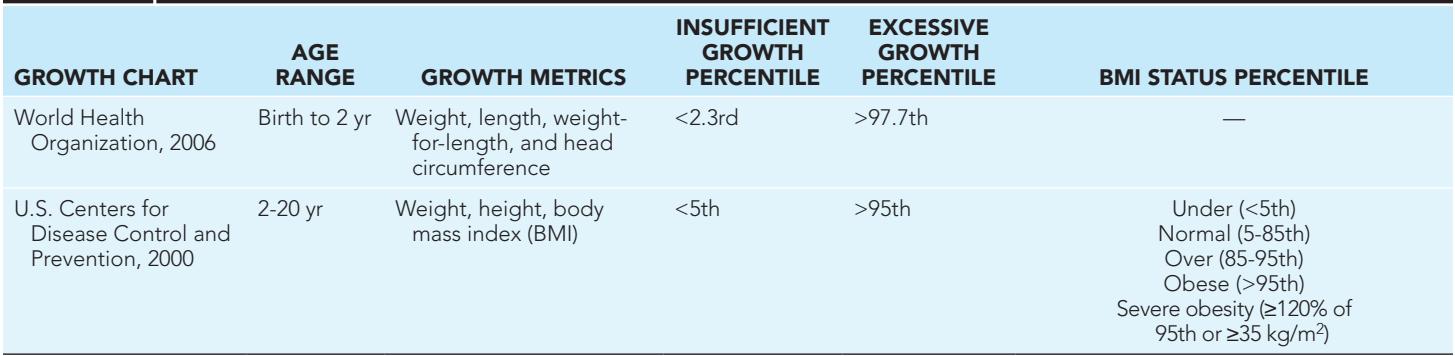 GROWTH CHART
AGE
RANGE
GROWTH METRICS
INSUFFICIENT
GROWTH
PERCENTILE
EXCESSIVE
GROWTH
PERCENTILE
BMI STATUS PERCENTILE
World Health
Organization, 2006
Birth to 2 yr
Weight, length, weight-
for-length, and head
circumference
<2.3rd
>97.7th
—
U.S. Centers for
Disease Control and
Prevention, 2000
2-20 yr
Weight, height, body
mass index (BMI)
<5th
>95th
Under (<5th)
Normal (5-85th)
Over (85-95th)
Obese (>95th)
Severe obesity (≥120% of
95th or ≥35 kg/m²)